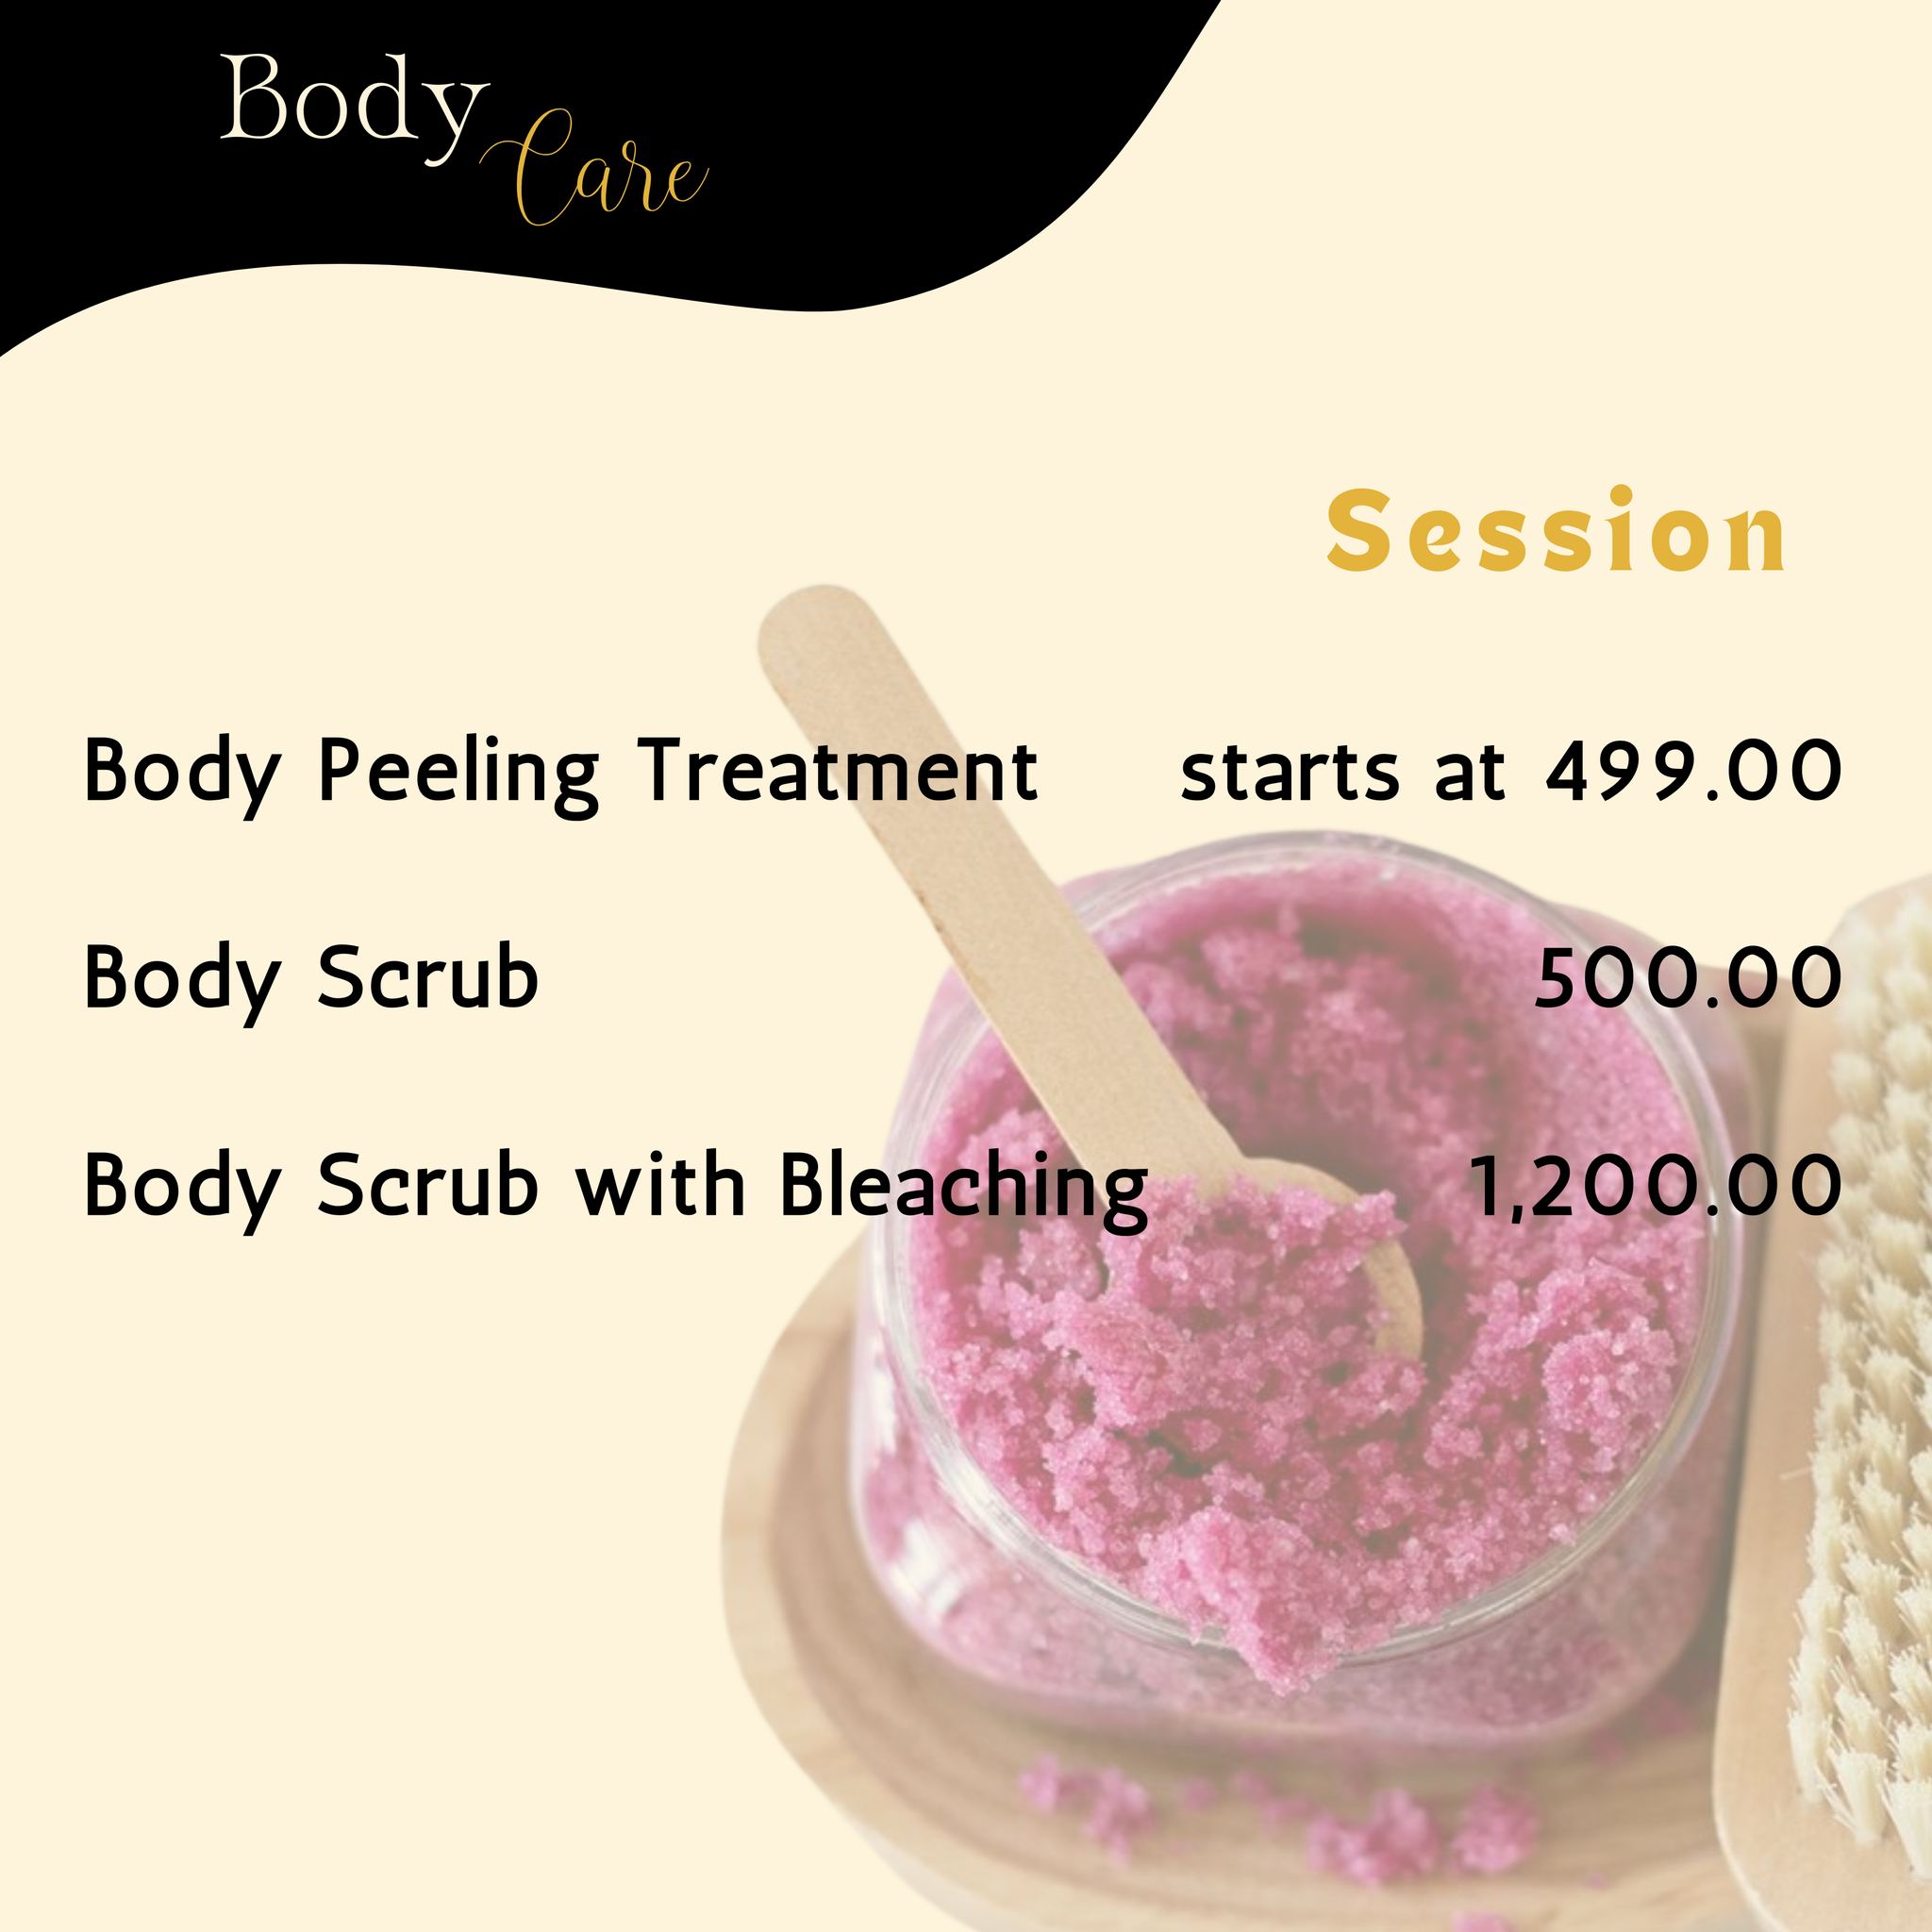 Body Care
Session
Body Peeling Treatment starts at 499.00
Body Scrub 500.00
Body Scrub with Bleaching 1,200.00